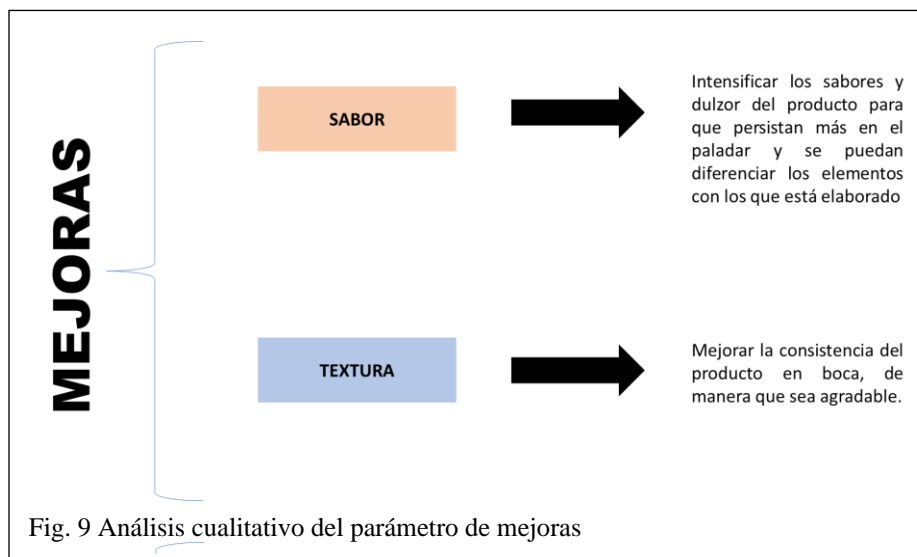 MEJORAS
SABOR
Intensificar los sabores y
dulzor del producto para
que persistan más en el
paladar y se puedan
diferenciar los elementos
con los que está elaborado
TEXTURA
Mejorar la consistencia del
producto en boca, de
manera que sea agradable.
Fig. 9 Análisis cualitativo del parámetro de mejoras